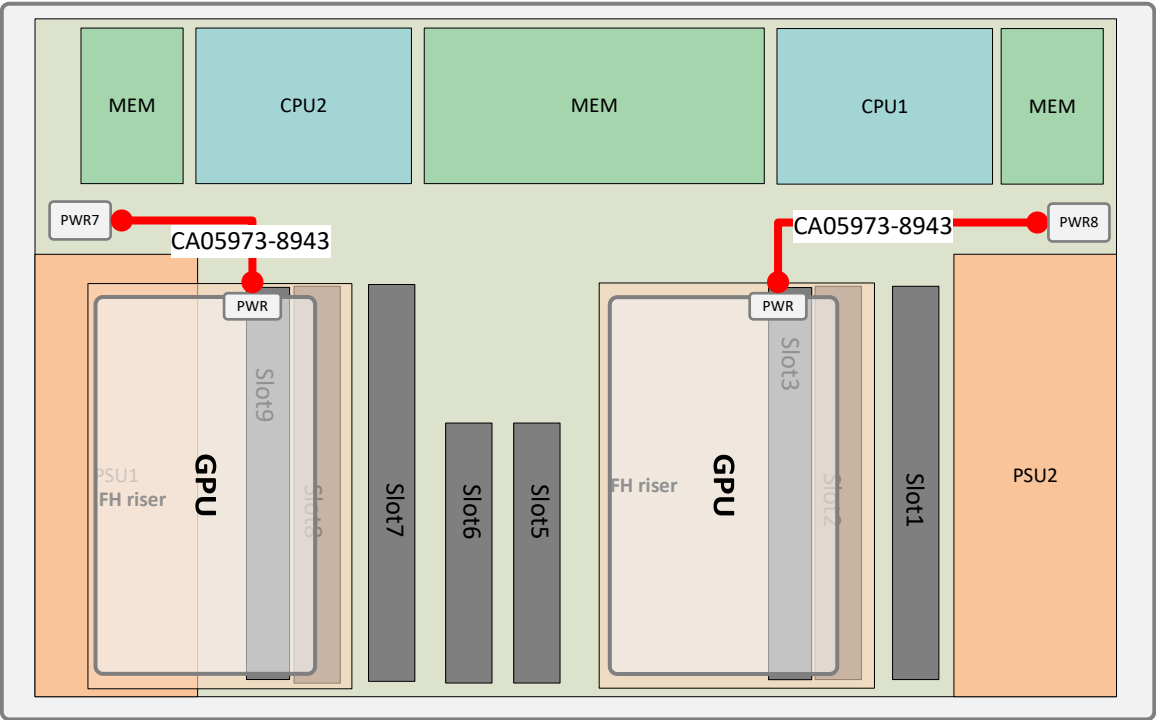 MEM
CPU2
MEM
CPU1
MEM
PWR7
CA05973-8943
CA05973-8943
PWR8
PWR
PWR
Slot9
Slot3
PSU1
FH riser
GPU
Slot8
Slot7
Slot6
Slot5
FH riser
GPU
Slot2
Slot1
PSU2